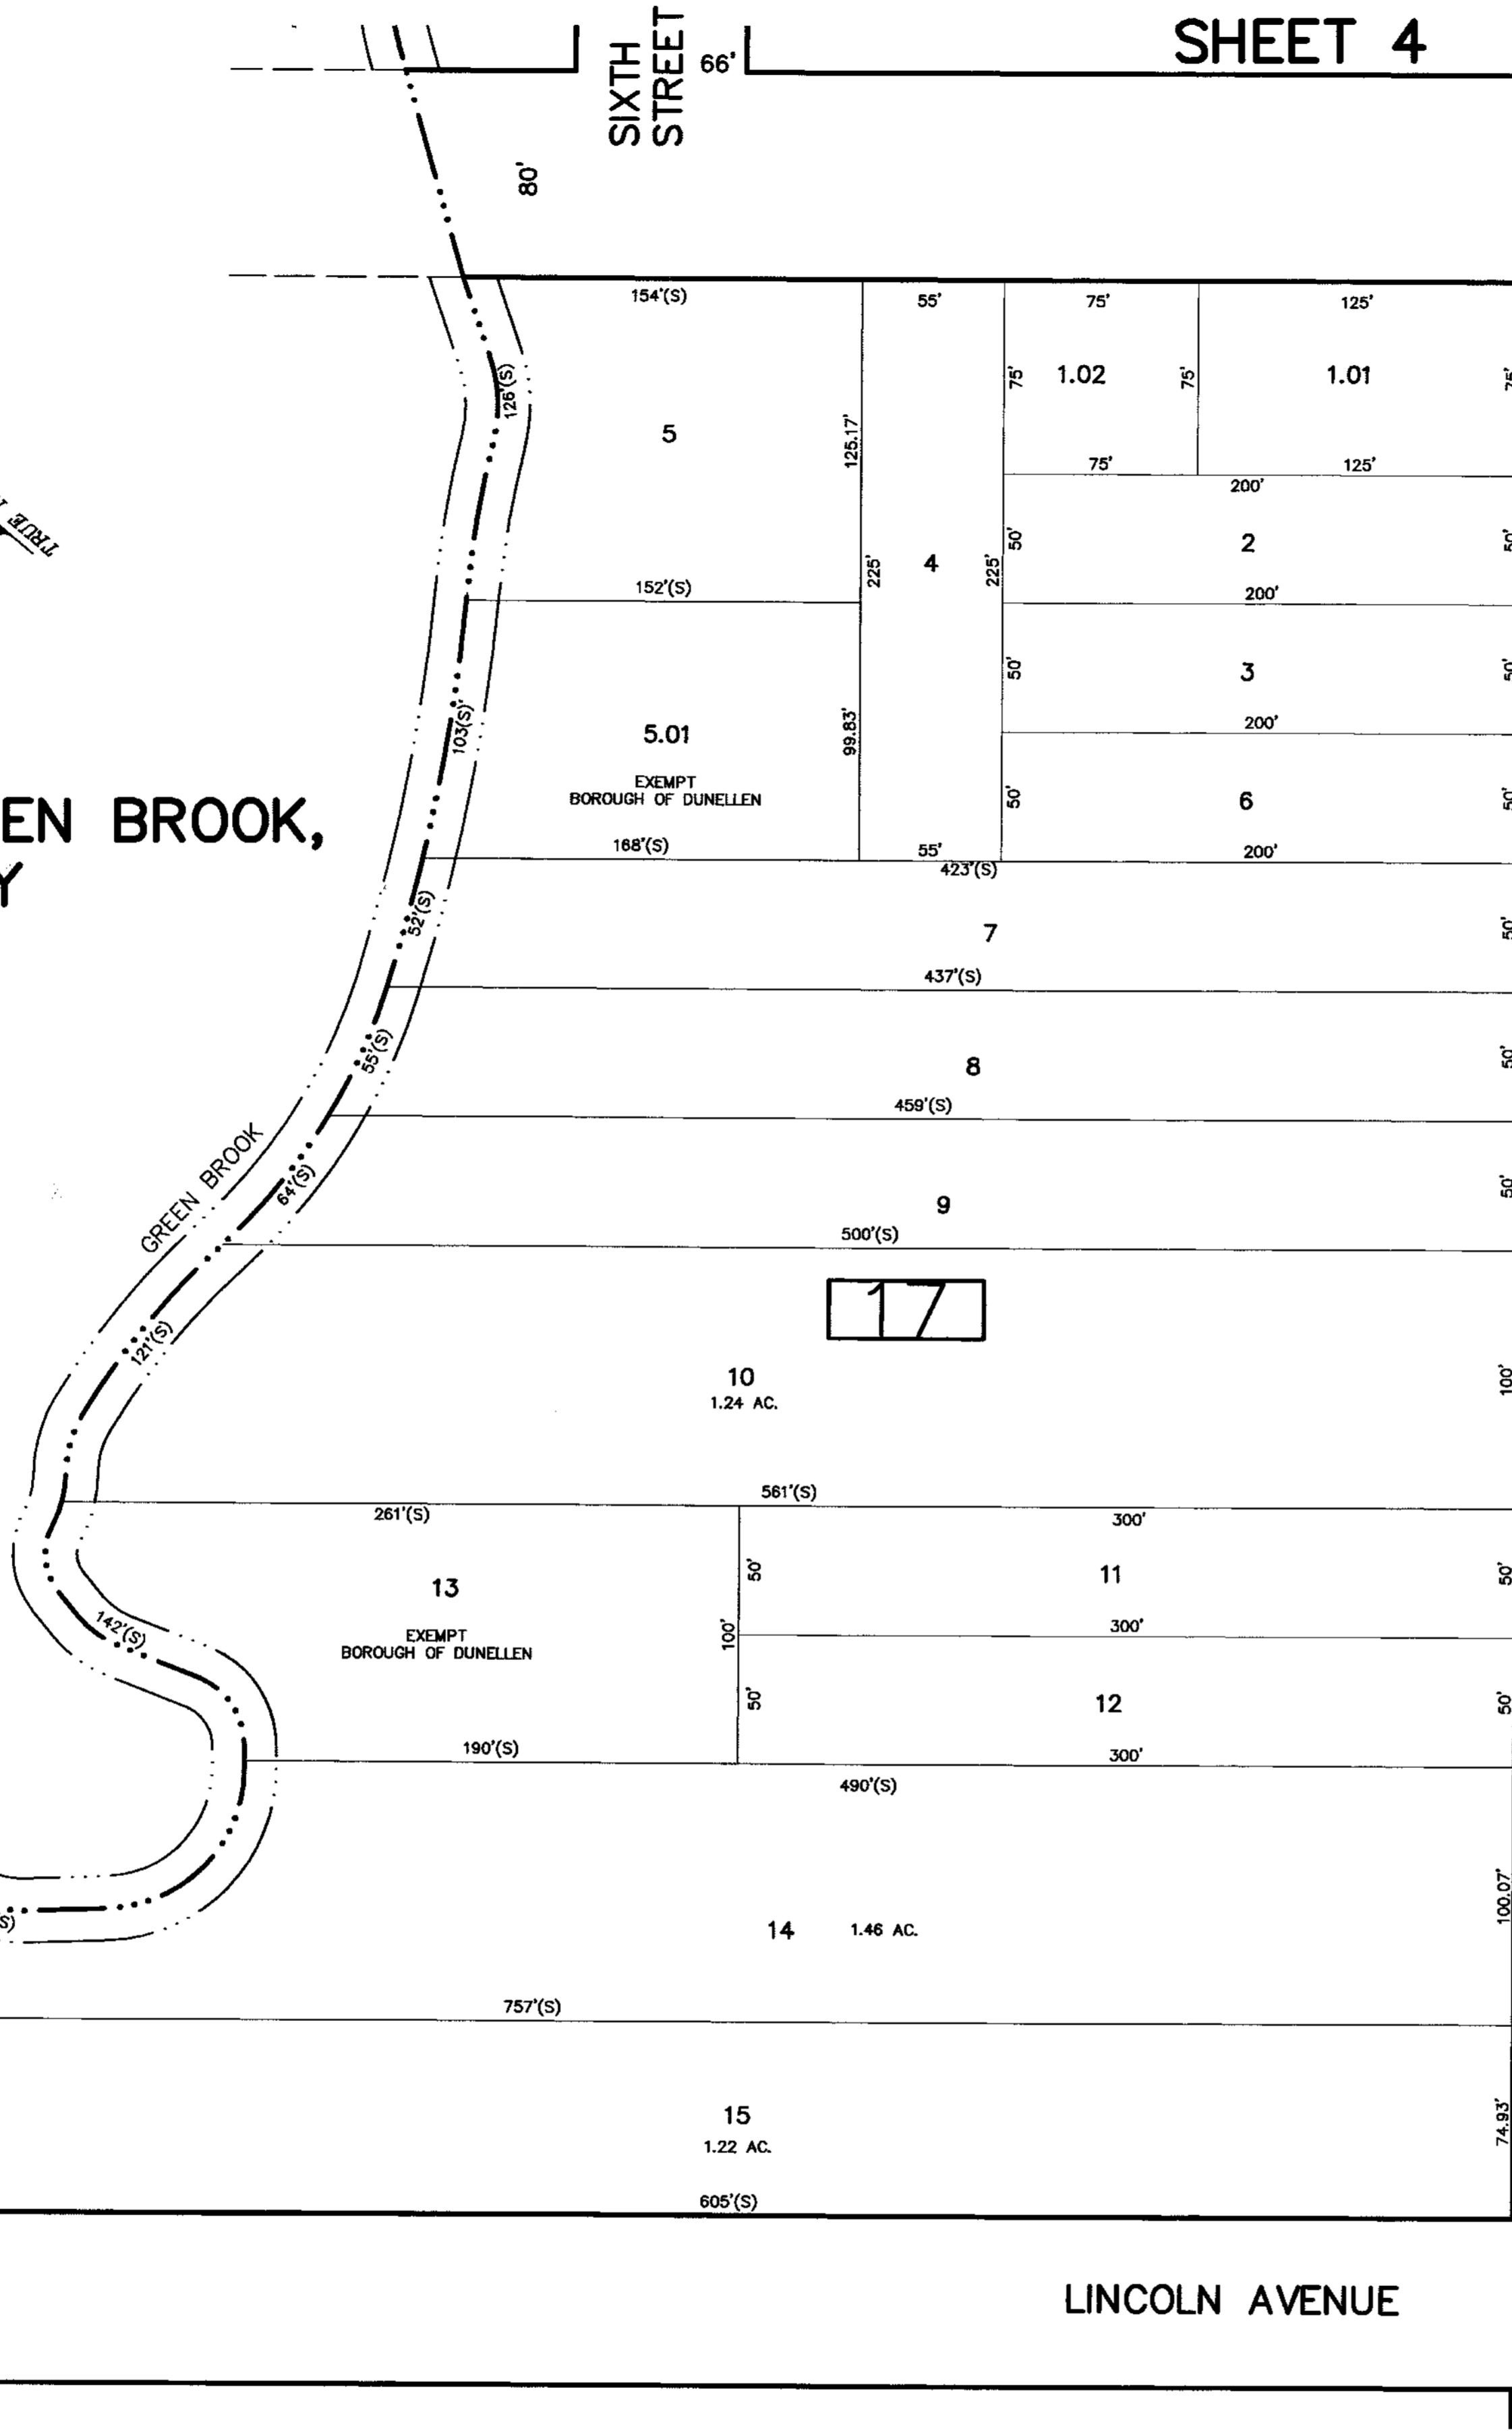 SHEET 4
SIXTH
STREET
66'
80'
154'(S)
55'
75'
125'
126'(S)
5
125.17'
75'
1.02
75'
1.01
75'
75'
125'
200'
225'
4
225'
50'
2
50'
152'(S)
200'
50'
3
50'
103(S)'
5.01
99.83'
200'
EXEMPT
BOROUGH OF DUNELLEN
50'
6
50'
EN BROOK,
Y
168'(S)
55'
200'
423'(S)
52'(S)
7
50'
437'(S)
55'(S)
8
50'
459'(S)
GREEN BROOK
64'(S)
9
50'
500'(S)
17
121'(S)
10
1.24 AC.
100'
561'(S)
261'(S)
300'
13
50'
11
50'
142'(S)
EXEMPT
BOROUGH OF DUNELLEN
100'
300'
50'
12
50'
190'(S)
300'
490'(S)
S)
14
1.46 AC.
100.07'
757'(S)
15
1.22 AC.
74.93'
605'(S)
LINCOLN AVENUE
TRUE